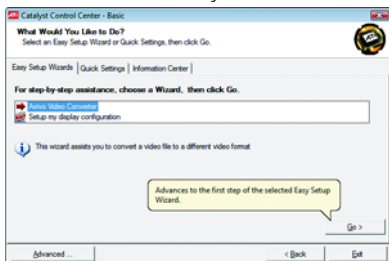 Catalyst Control Center - Basic
What Would You Like to Do?
Select an Easy Setup Wizard or Quick Settings, then click Go.
ATI
Easy Setup Wizards Quick Settings Information Center
For step-by-step assistance, choose a Wizard, then click Go.
Avivo Video Converter
Setup my display configuration
This wizard assists you to convert a video file to a different video format
Advances to the first step of the selected Easy Setup
Wizard.
Go >
Advanced ... < Back Exit